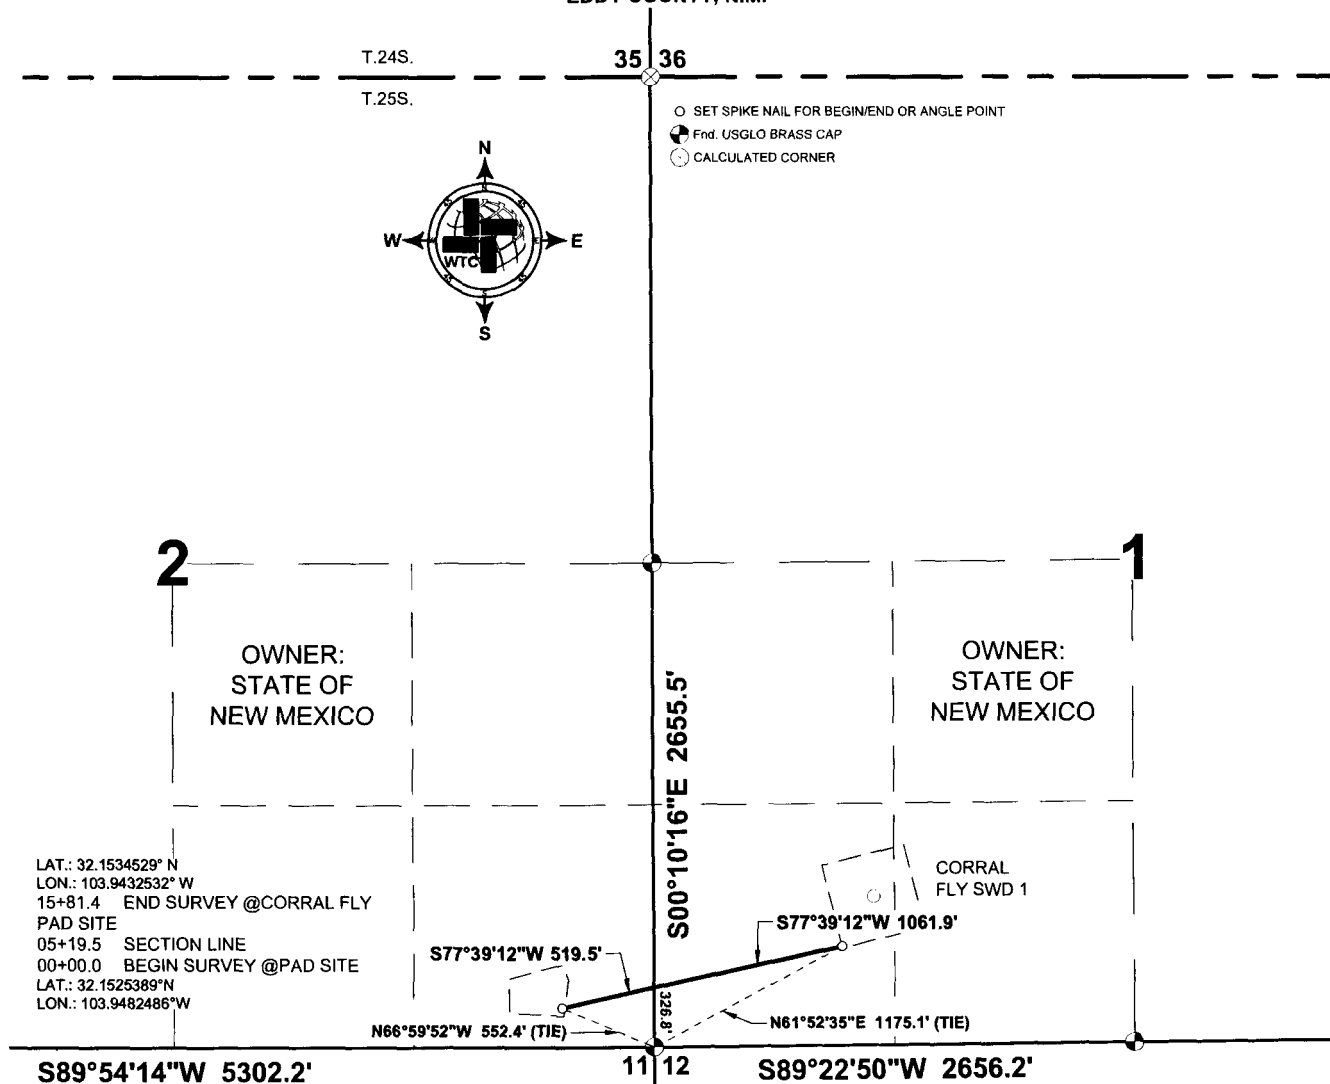 T.24S.
35 36
T.25S.
SET SPIKE NAIL FOR BEGIN/END OR ANGLE POINT
Fnd. USGLO BRASS CAP
CALCULATED CORNER
N
W E
WTC
S
2
1
OWNER:
STATE OF
NEW MEXICO
OWNER:
STATE OF
NEW MEXICO
S00°10'16"E 2655.5'
LAT.: 32.1534529° N
LON.: 103.9432532° W
15+81.4 END SURVEY @CORRAL FLY
PAD SITE
05+19.5 SECTION LINE
00+00.0 BEGIN SURVEY @PAD SITE
LAT.: 32.1525389°N
LON.: 103.9482486°W
CORRAL
FLY SWD 1
S77°39'12"W 1061.9'
S77°39'12"W 519.5'
326.8'
N66°59'52"W 552.4' (TIE)
N61°52'35"E 1175.1' (TIE)
S89°54'14"W 5302.2'
11 12
S89°22'50"W 2656.2'